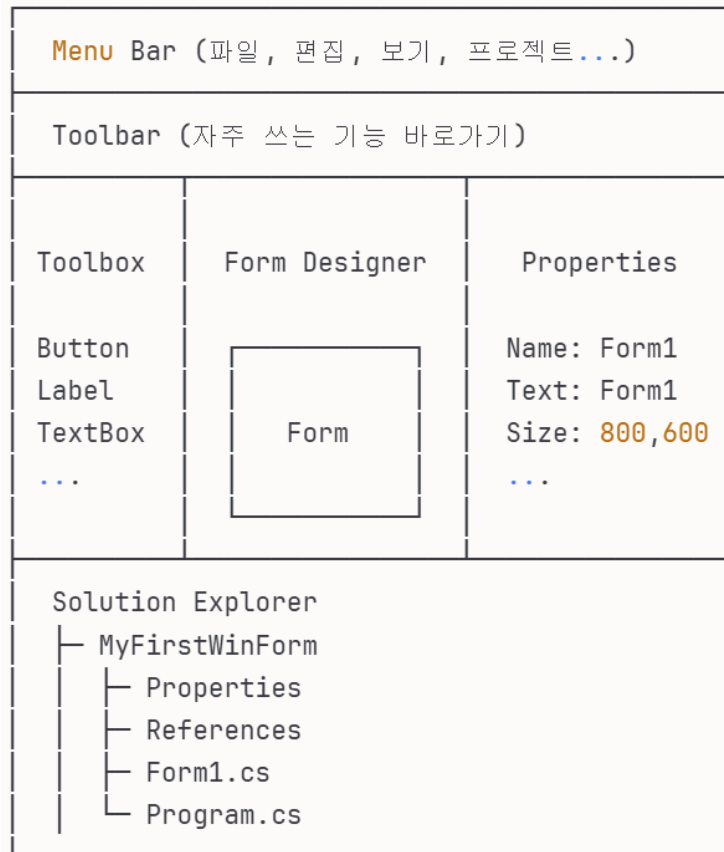 Menu Bar (파일, 편집, 보기, 프로젝트...)
Toolbar (자주 쓰는 기능 바로가기)
Toolbox
Button
Label
TextBox
...
Form Designer
Form
Properties
Name: Form1
Text: Form1
Size: 800,600
...
Solution Explorer
MyFirstWinForm
Properties
References
Form1.cs
Program.cs